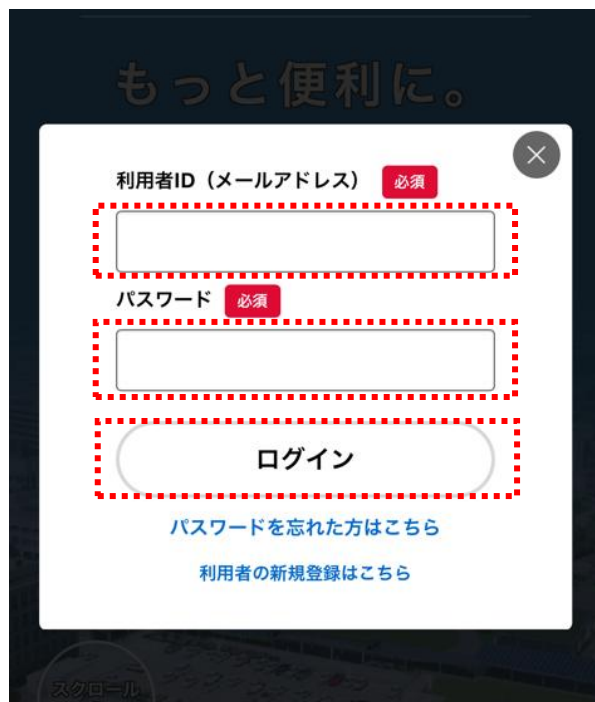 もっと便利に。
利用者ID（メールアドレス） 必須
パスワード 必須
ログイン
パスワードを忘れた方はこちら
利用者の新規登録はこちら
スクロール